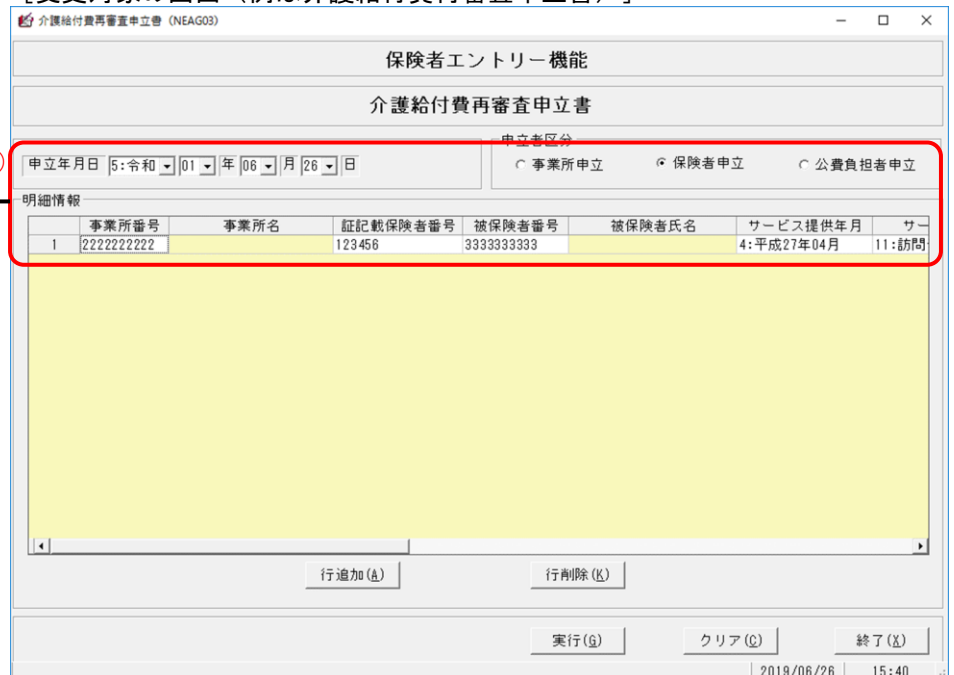 介護給付費再審査申立書 (NEAG03)
保険者エントリー機能
介護給付費再審査申立書
申立者区分
申立年月日 5:令和 01 年 06 月 26 日
事業所申立 保険者申立 公費負担者申立
明細情報
事業所番号 事業所名 証記載保険者番号 被保険者番号 被保険者氏名 サービス提供年月 サー
1 2222222222 123456 3333333333 4:平成27年04月 11:訪問
行追加(A) 行削除(K)
実行(G) クリア(C) 終了(X)
2019/06/26 15:40